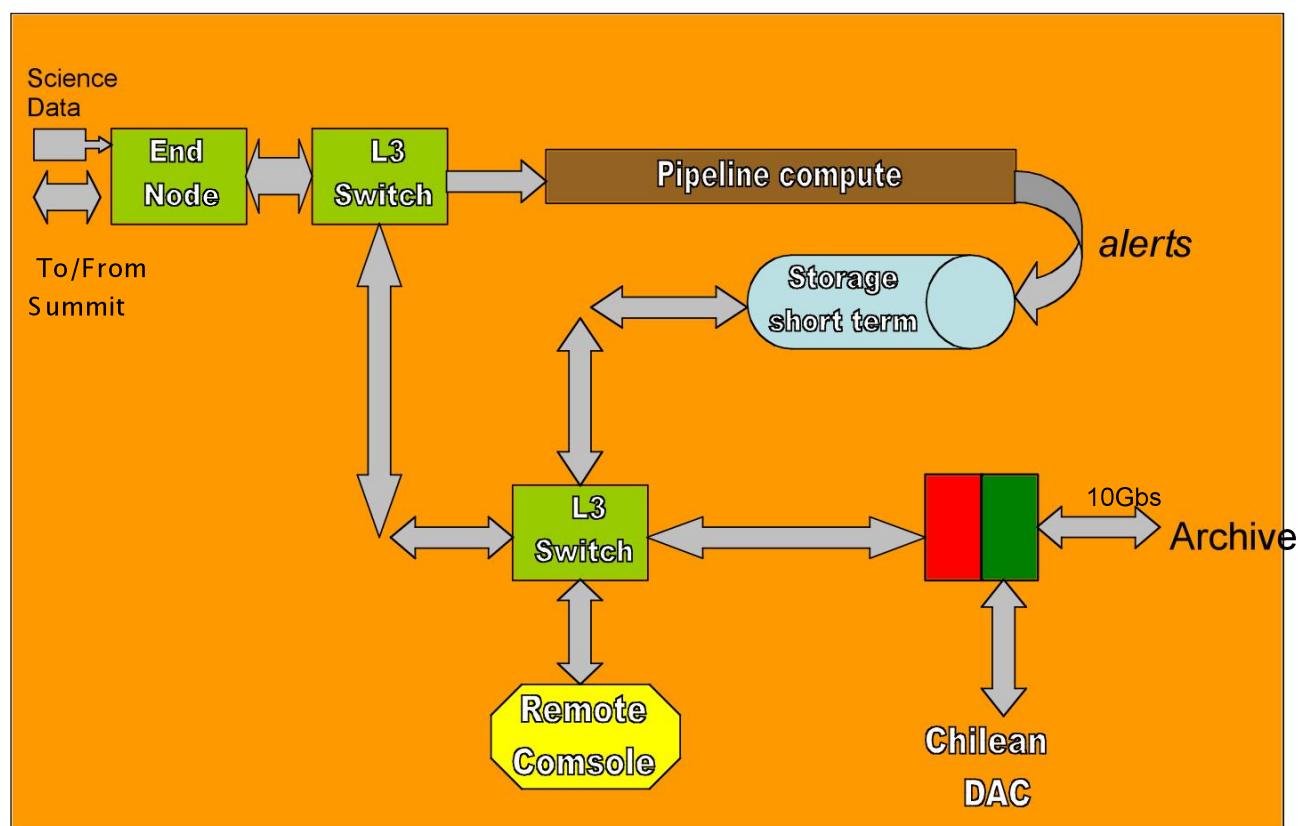 Science
Data
End
Node
L3
Switch
Pipeline compute
alerts
To/From
Summit
Storage
short term
L3
Switch
10Gbs
Archive
Remote
Comsole
Chilean
DAC